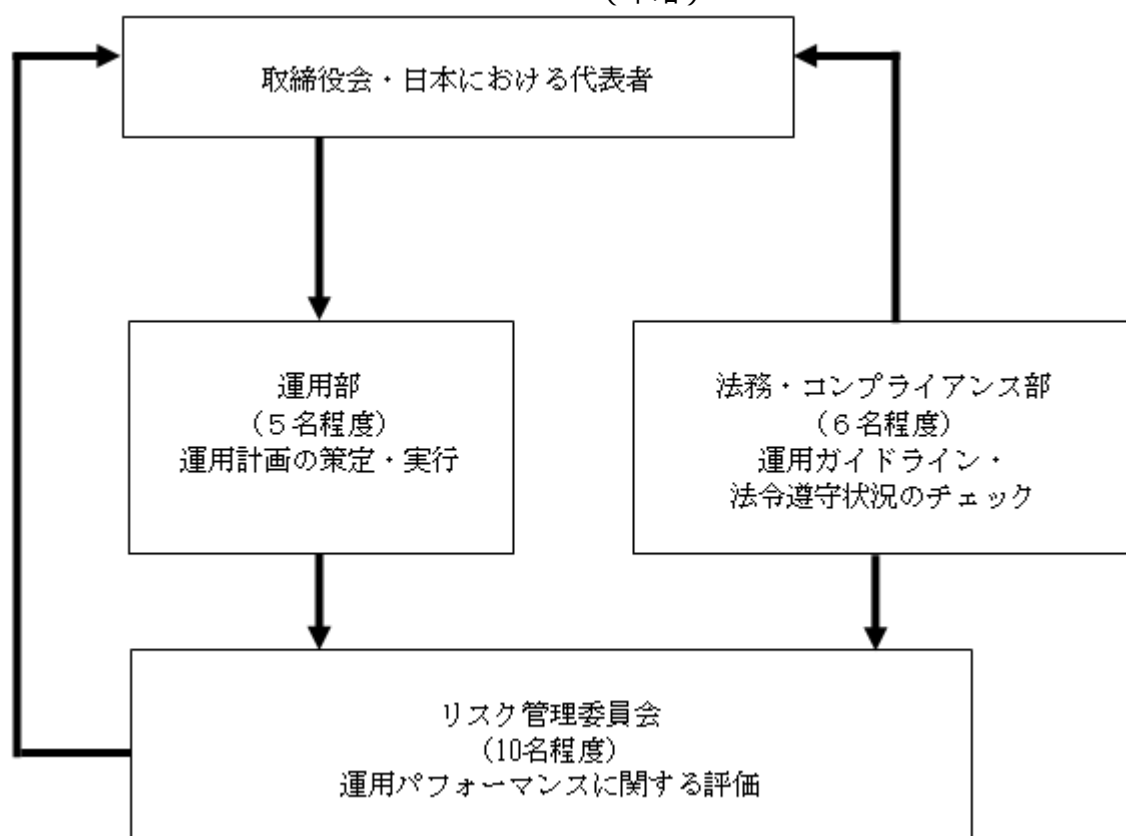 取締役会・日本における代表者
運用部
（５名程度）
運用計画の策定・実行
法務・コンプライアンス部
（６名程度）
運用ガイドライン・
法令遵守状況のチェック
リスク管理委員会
（10名程度）
運用パフォーマンスに関する評価